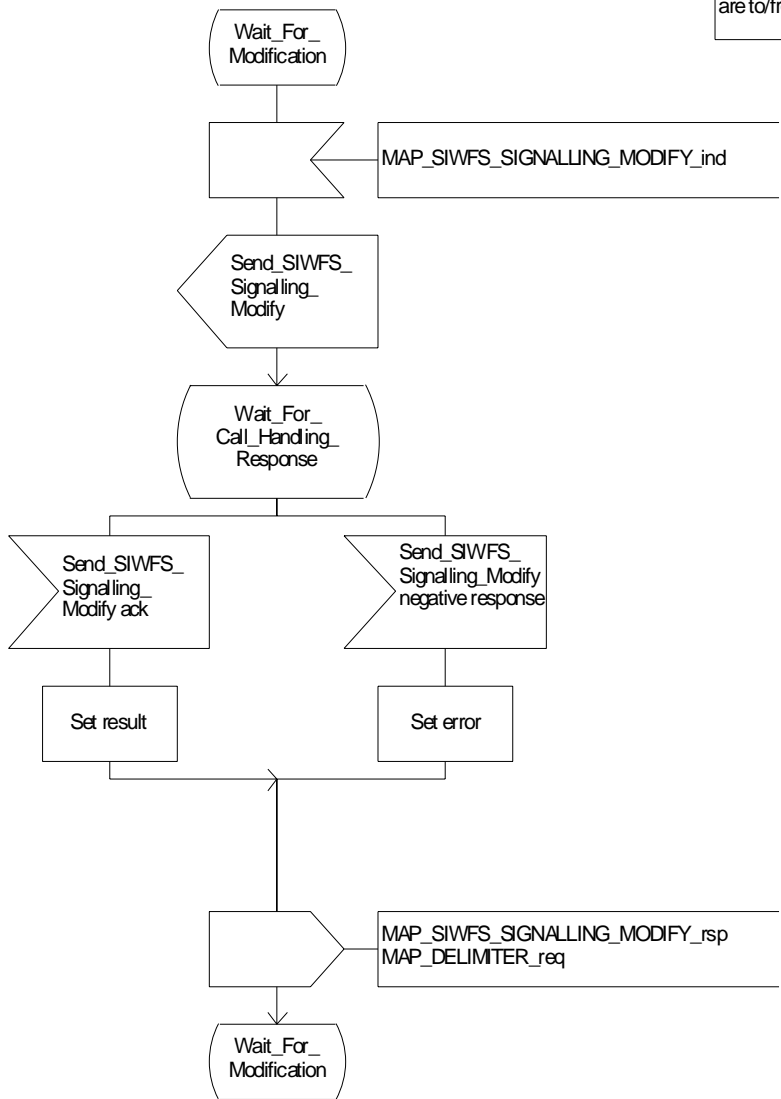 are to/fr
Wait_For_
Modification
MAP_SIWFS_SIGNALLING_MODIFY_ind
Send_SIWFS_
Signalling_
Modify
Wait_For_
Call_Handling_
Response
Send_SIWFS_
Signalling_
Modify ack
Send_SIWFS_
Signalling_Modify
negative response
Set result
Set error
MAP_SIWFS_SIGNALLING_MODIFY_rsp
MAP_DELIMITER_req
Wait_For_
Modification